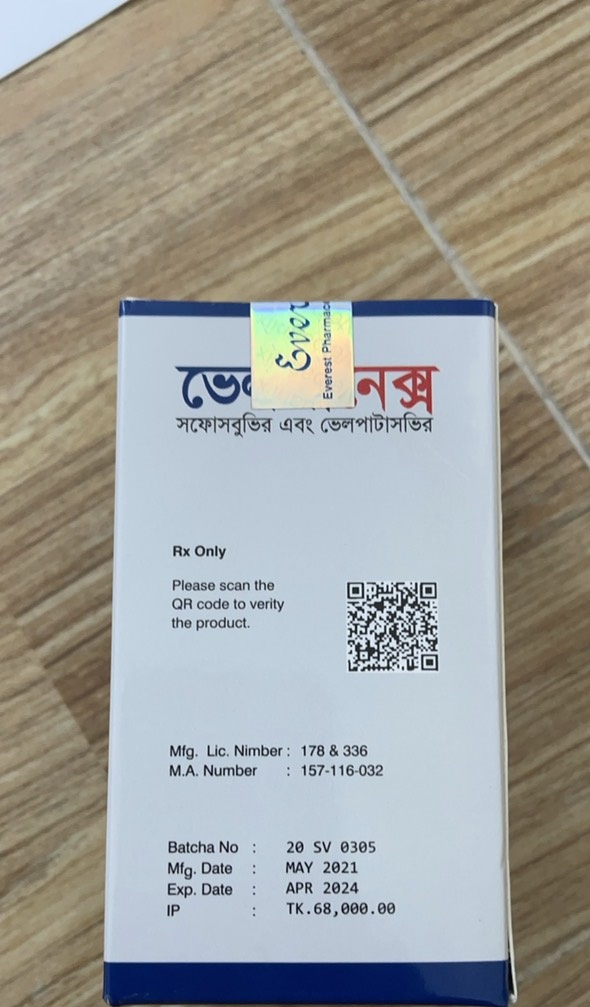 Ever
Everest Pharmac
সফোসবুভির এবং ভেলপাটাসভির
Rx Only
Please scan the
QR code to verity
the product.
Mfg. Lic. Nimber : 178 & 336
M.A. Number : 157-116-032
Batcha No : 20 SV 0305
Mfg. Date : MAY 2021
Exp. Date : APR 2024
IP : TK.68,000.00